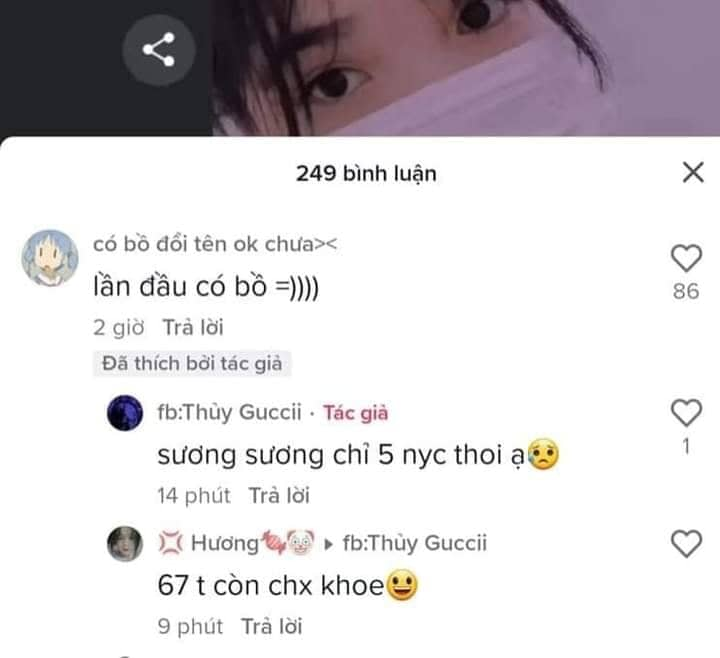 249 bình luận
có bồ đổi tên ok chưa><
lần đầu có bồ =))))
86
2 giờ Trả lời
Đã thích bởi tác giả
fb:Thùy Guccii · Tác giả
sương sương chỉ 5 nyc thoi ạ😥
1
14 phút Trả lời
💢 Hương🍬🤡 ▸ fb:Thùy Guccii
67 t còn chx khoe😀
9 phút Trả lời